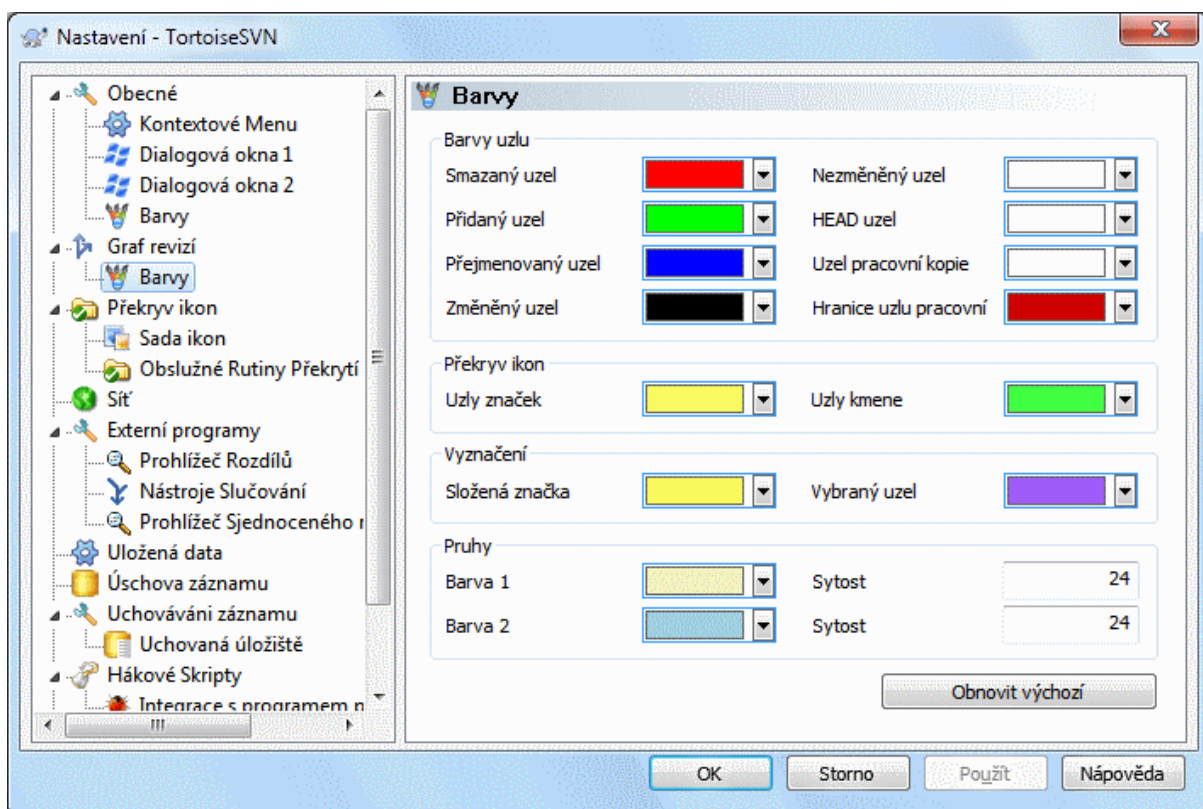 Nastavení - TortoiseSVN
Obecné
Kontextové Menu
Dialogová okna 1
Dialogová okna 2
Barvy
Graf revizí
Barvy
Překryv ikon
Sada ikon
Obslužné Rutiny Překrytí
Síť
Externí programy
Prohlížeč Rozdílů
Nástroje Slučování
Prohlížeč Sjednoceného r
Uložená data
Úschova záznamu
Uchováváni záznamu
Uchovaná úložiště
Hákové Skripty
Integrace s programem p
Barvy
Barvy uzlu
Smazaný uzel
Nezměněný uzel
Přidaný uzel
HEAD uzel
Přejmenovaný uzel
Uzel pracovní kopie
Změněný uzel
Hranice uzlu pracovní
Překryv ikon
Uzly značek
Uzly kmene
Vyznačení
Složená značka
Vybraný uzel
Pruhy
Barva 1
Sytost
24
Barva 2
Sytost
24
Obnovit výchozí
OK
Storno
Použít
Nápověda